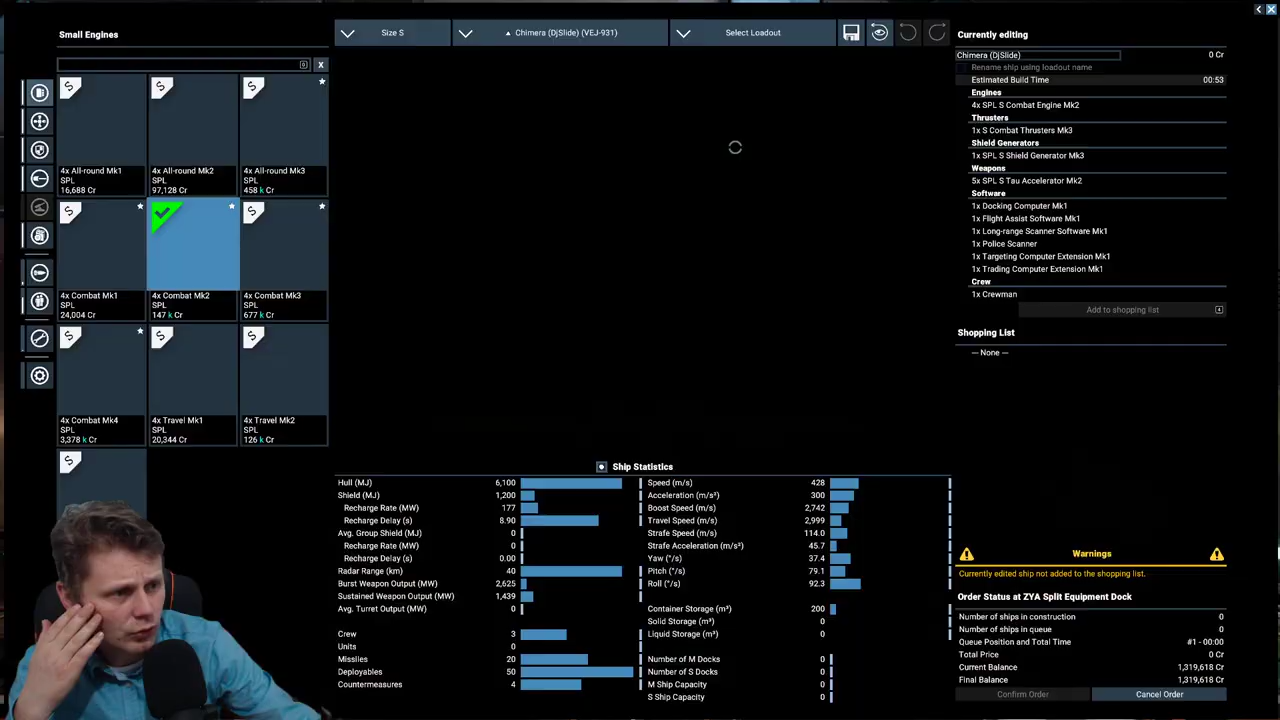 Small Engines
Size S
Chimera (DjSlide) (VEJ-931)
Select Loadout
4x All-round Mk1
SPL
16,688 Cr
4x All-round Mk2
SPL
97,128 Cr
4x All-round Mk3
SPL
458 k Cr
4x Combat Mk1
SPL
24,004 Cr
4x Combat Mk2
SPL
147 k Cr
4x Combat Mk3
SPL
677 k Cr
4x Combat Mk4
SPL
3,378 k Cr
4x Travel Mk1
SPL
20,344 Cr
4x Travel Mk2
SPL
126 k Cr
Ship Statistics
Hull (MJ) 6,100
Shield (MJ) 1,200
Recharge Rate (MW) 177
Recharge Delay (s) 8.90
Avg. Group Shield (MJ) 0
Recharge Rate (MW) 0
Recharge Delay (s) 0.00
Radar Range (km) 40
Burst Weapon Output (MW) 2,625
Sustained Weapon Output (MW) 1,439
Avg. Turret Output (MW) 0
Crew 3
Units 0
Missiles 20
Deployables 50
Countermeasures 4
Speed (m/s) 428
Acceleration (m/s²) 300
Boost Speed (m/s) 2,742
Travel Speed (m/s) 2,999
Strafe Speed (m/s) 114.0
Strafe Acceleration (m/s²) 45.7
Yaw (°/s) 37.4
Pitch (°/s) 79.1
Roll (°/s) 92.3
Container Storage (m³) 200
Solid Storage (m³) 0
Liquid Storage (m³) 0
Number of M Docks 0
Number of S Docks 0
M Ship Capacity 0
S Ship Capacity 0
Currently editing
Chimera (DjSlide) 0 Cr
Rename ship using loadout name
Estimated Build Time 00:53
Engines
4x SPL S Combat Engine Mk2
Thrusters
1x S Combat Thrusters Mk3
Shield Generators
1x SPL S Shield Generator Mk3
Weapons
5x SPL S Tau Accelerator Mk2
Software
1x Docking Computer Mk1
1x Flight Assist Software Mk1
1x Long-range Scanner Software Mk1
1x Police Scanner
1x Targeting Computer Extension Mk1
1x Trading Computer Extension Mk1
Crew
1x Crewman
Add to shopping list
Shopping List
— None —
Warnings
Currently edited ship not added to the shopping list.
Order Status at ZYA Split Equipment Dock
Number of ships in construction 0
Number of ships in queue 0
Queue Position and Total Time #1 - 00:00
Total Price 0 Cr
Current Balance 1,319,618 Cr
Final Balance 1,319,618 Cr
Confirm Order
Cancel Order